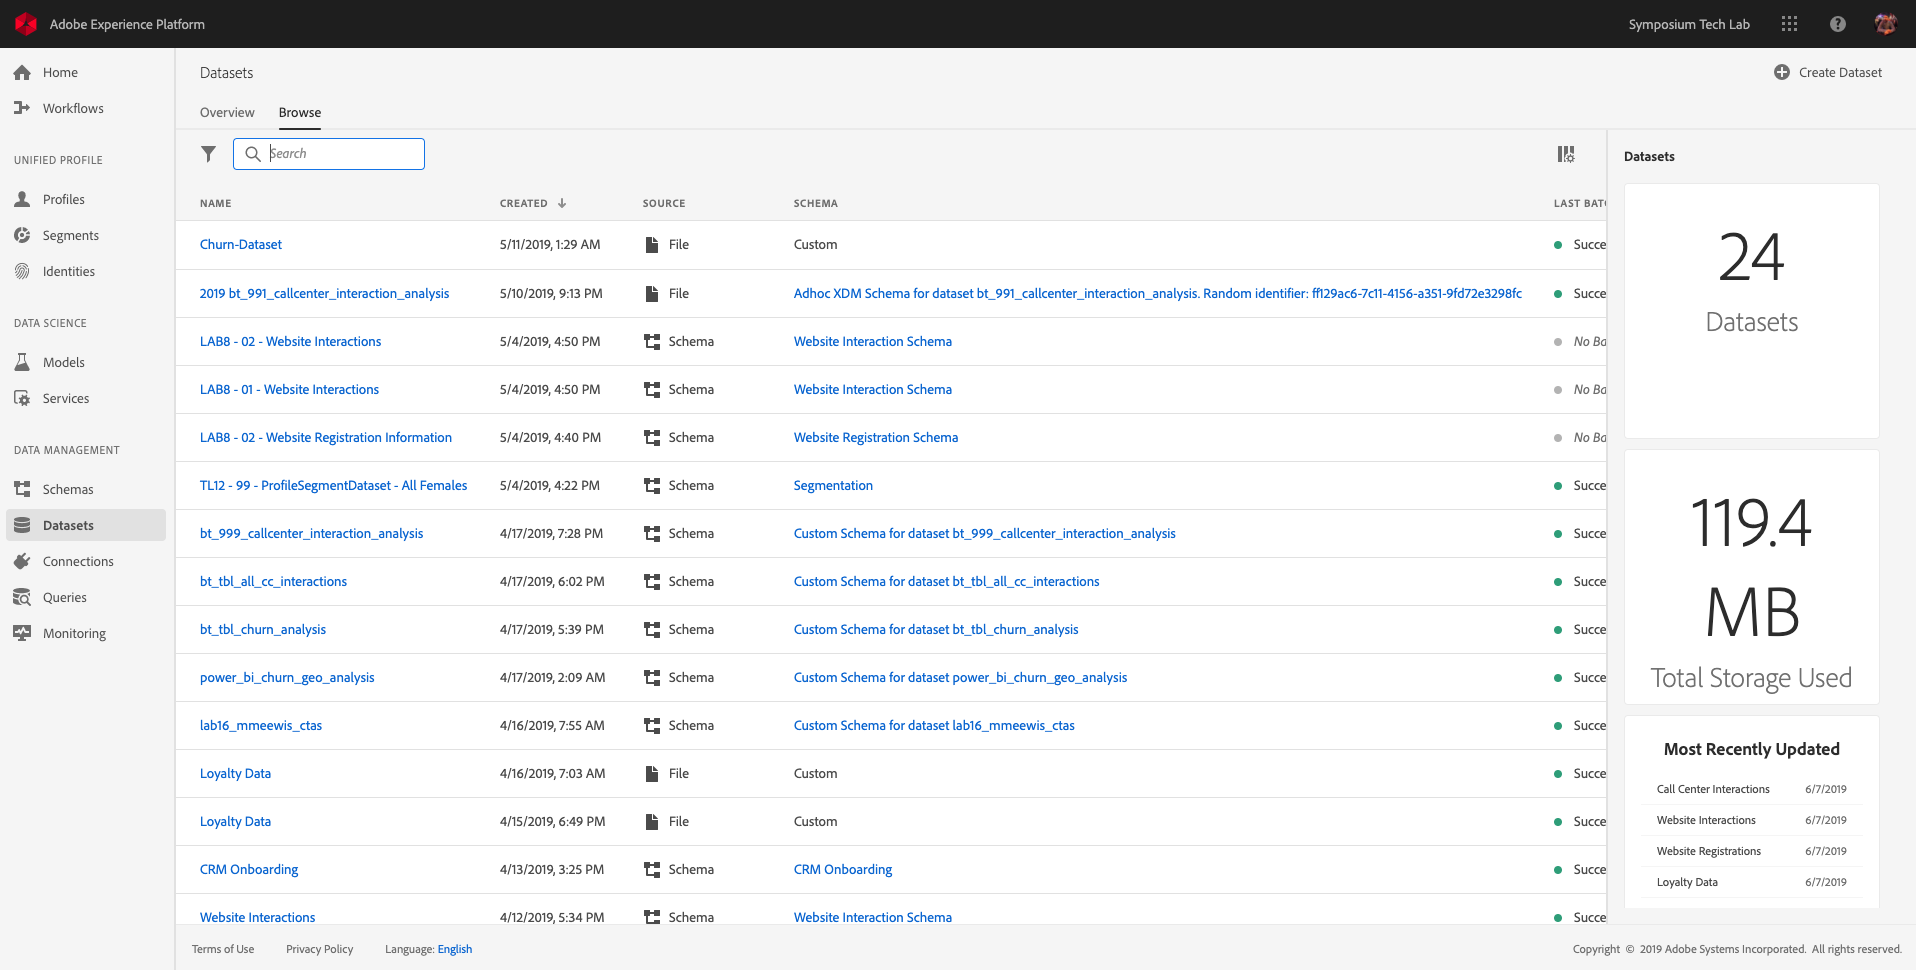 Adobe Experience Platform
Symposium Tech Lab
Home
Workflows
UNIFIED PROFILE
Profiles
Segments
Identities
DATA SCIENCE
Models
Services
DATA MANAGEMENT
Schemas
Datasets
Connections
Queries
Monitoring
Datasets
Create Dataset
Overview Browse
Search
NAME CREATED SOURCE SCHEMA LAST BATC
Churn-Dataset 5/11/2019, 1:29 AM File Custom Succe
2019 bt_991_callcenter_interaction_analysis 5/10/2019, 9:13 PM File Adhoc XDM Schema for dataset bt_991_callcenter_interaction_analysis. Random identifier: ff129ac6-7c11-4156-a351-9fd72e3298fc Succe
LAB8 - 02 - Website Interactions 5/4/2019, 4:50 PM Schema Website Interaction Schema No Ba
LAB8 - 01 - Website Interactions 5/4/2019, 4:50 PM Schema Website Interaction Schema No Ba
LAB8 - 02 - Website Registration Information 5/4/2019, 4:40 PM Schema Website Registration Schema No Ba
TL12 - 99 - ProfileSegmentDataset - All Females 5/4/2019, 4:22 PM Schema Segmentation Succe
bt_999_callcenter_interaction_analysis 4/17/2019, 7:28 PM Schema Custom Schema for dataset bt_999_callcenter_interaction_analysis Succe
bt_tbl_all_cc_interactions 4/17/2019, 6:02 PM Schema Custom Schema for dataset bt_tbl_all_cc_interactions Succe
bt_tbl_churn_analysis 4/17/2019, 5:39 PM Schema Custom Schema for dataset bt_tbl_churn_analysis Succe
power_bi_churn_geo_analysis 4/17/2019, 2:09 AM Schema Custom Schema for dataset power_bi_churn_geo_analysis Succe
lab16_mmeewis_ctas 4/16/2019, 7:55 AM Schema Custom Schema for dataset lab16_mmeewis_ctas Succe
Loyalty Data 4/16/2019, 7:03 AM File Custom Succe
Loyalty Data 4/15/2019, 6:49 PM File Custom Succe
CRM Onboarding 4/13/2019, 3:25 PM Schema CRM Onboarding Succe
Website Interactions 4/12/2019, 5:34 PM Schema Website Interaction Schema Succe
Datasets
24
Datasets
119.4
MB
Total Storage Used
Most Recently Updated
Call Center Interactions 6/7/2019
Website Interactions 6/7/2019
Website Registrations 6/7/2019
Loyalty Data 6/7/2019
Terms of Use Privacy Policy Language: English
Copyright © 2019 Adobe Systems Incorporated. All rights reserved.